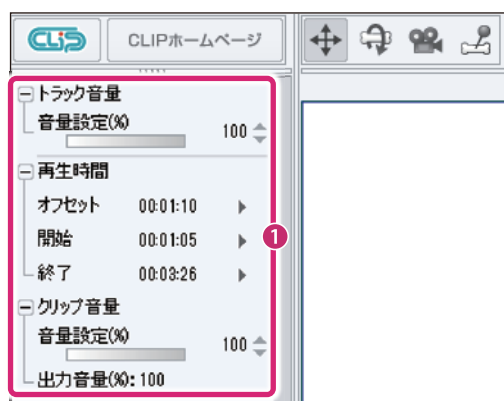 CLiP CLIPホームページ
トラック音量
音量設定(%) 100
再生時間
オフセット 00:01:10
開始 00:01:05
終了 00:03:26
1
クリップ音量
音量設定(%) 100
出力音量(%): 100